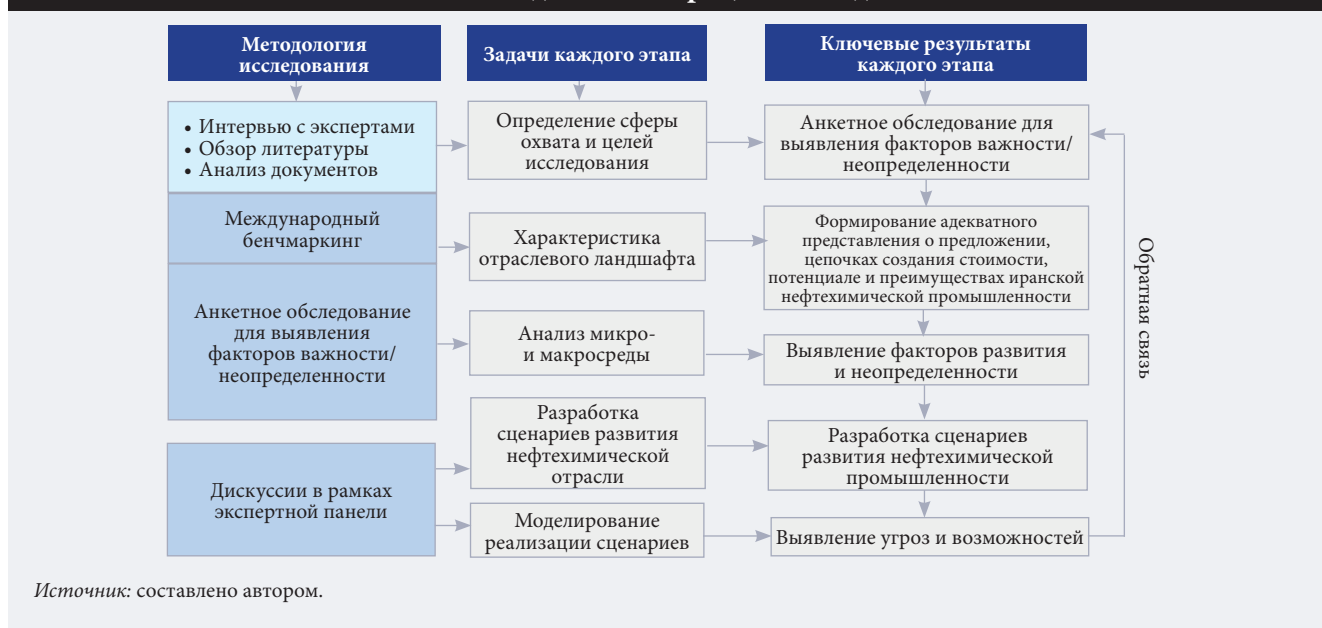 Методология
исследования
Задачи каждого этапа
Ключевые результаты
каждого этапа
• Интервью с экспертами
• Обзор литературы
• Анализ документов
Определение сферы
охвата и целей
исследования
Анкетное обследование для
выявления факторов важности/
неопределенности
Международный
бенчмаркинг
Характеристика
отраслевого ландшафта
Формирование адекватного
представления о предложении,
цепочках создания стоимости,
потенциале и преимуществах иранской
нефтехимической промышленности
Анкетное обследование
для выявления
факторов важности/
неопределенности
Анализ микро-
и макросреды
Выявление факторов развития
и неопределенности
Дискуссии в рамках
экспертной панели
Разработка
сценариев развития
нефтехимической
отрасли
Разработка сценариев
развития нефтехимической
промышленности
Моделирование
реализации сценариев
Выявление угроз и возможностей
Обратная связь
Источник: составлено автором.